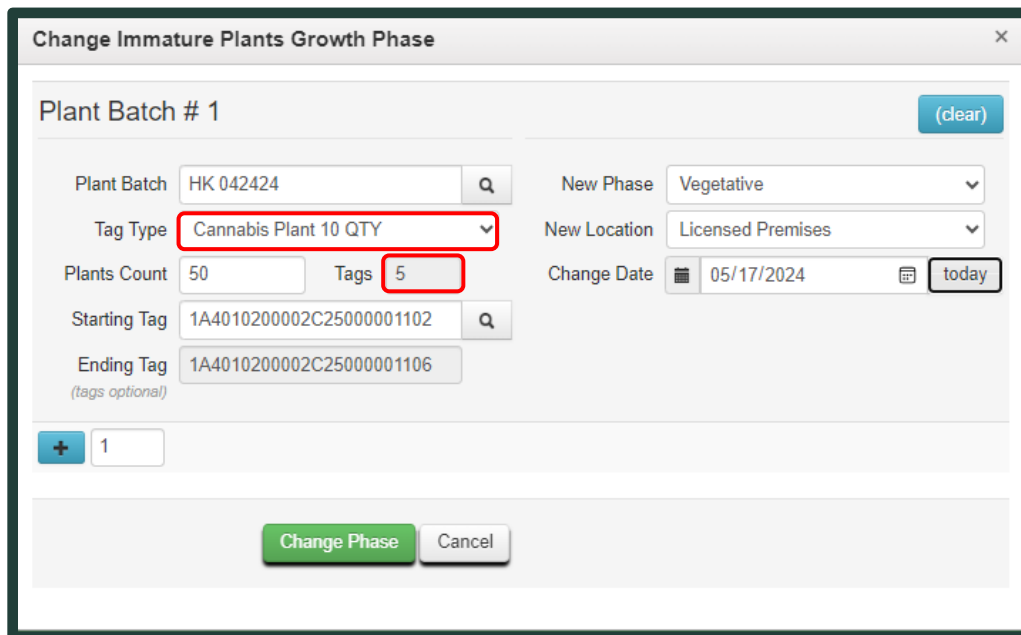 Change Immature Plants Growth Phase ×
Plant Batch # 1 (clear)
Plant Batch HK 042424 New Phase Vegetative
Tag Type Cannabis Plant 10 QTY New Location Licensed Premises
Plants Count 50 Tags 5 Change Date 05/17/2024 today
Starting Tag 1A4010200002C25000001102
Ending Tag 1A4010200002C25000001106
(tags optional)
+ 1
Change Phase Cancel